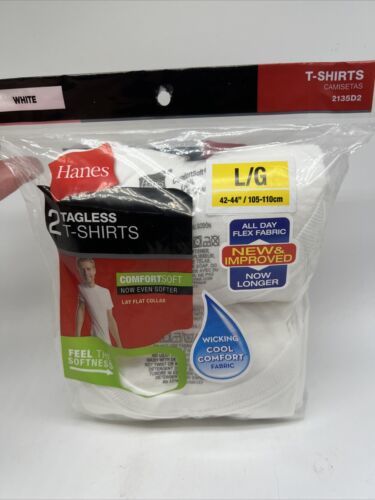 WHITE
T-SHIRTS
CAMISETAS
2135D2
Hanes
2 TAGLESS
T-SHIRTS
L/G
42-44" / 105-110cm
ALL DAY
FLEX FABRIC
NEW &
IMPROVED
NOW
LONGER
COMFORTSOFT
NOW EVEN SOFTER
LAY FLAT COLLAR
WICKING
COOL
COMFORT
FABRIC
FEEL THE
SOFTNESS